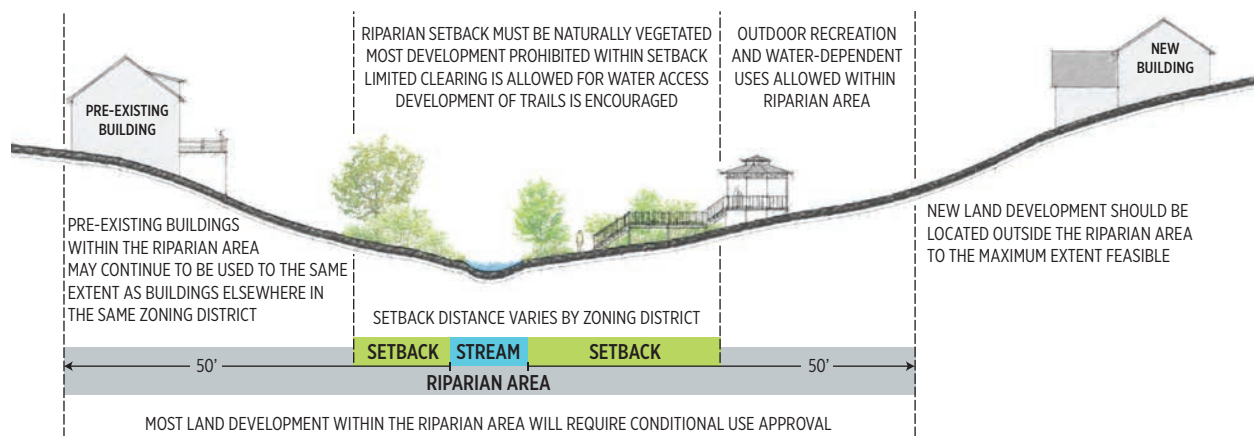 RIPARIAN SETBACK MUST BE NATURALLY VEGETATED
MOST DEVELOPMENT PROHIBITED WITHIN SETBACK
LIMITED CLEARING IS ALLOWED FOR WATER ACCESS
DEVELOPMENT OF TRAILS IS ENCOURAGED
OUTDOOR RECREATION
AND WATER-DEPENDENT
USES ALLOWED WITHIN
RIPARIAN AREA
NEW
BUILDING
PRE-EXISTING
BUILDING
PRE-EXISTING BUILDINGS
WITHIN THE RIPARIAN AREA
MAY CONTINUE TO BE USED TO THE SAME
EXTENT AS BUILDINGS ELSEWHERE IN
THE SAME ZONING DISTRICT
NEW LAND DEVELOPMENT SHOULD BE
LOCATED OUTSIDE THE RIPARIAN AREA
TO THE MAXIMUM EXTENT FEASIBLE
SETBACK DISTANCE VARIES BY ZONING DISTRICT
SETBACK
STREAM
SETBACK
50'
50'
RIPARIAN AREA
MOST LAND DEVELOPMENT WITHIN THE RIPARIAN AREA WILL REQUIRE CONDITIONAL USE APPROVAL